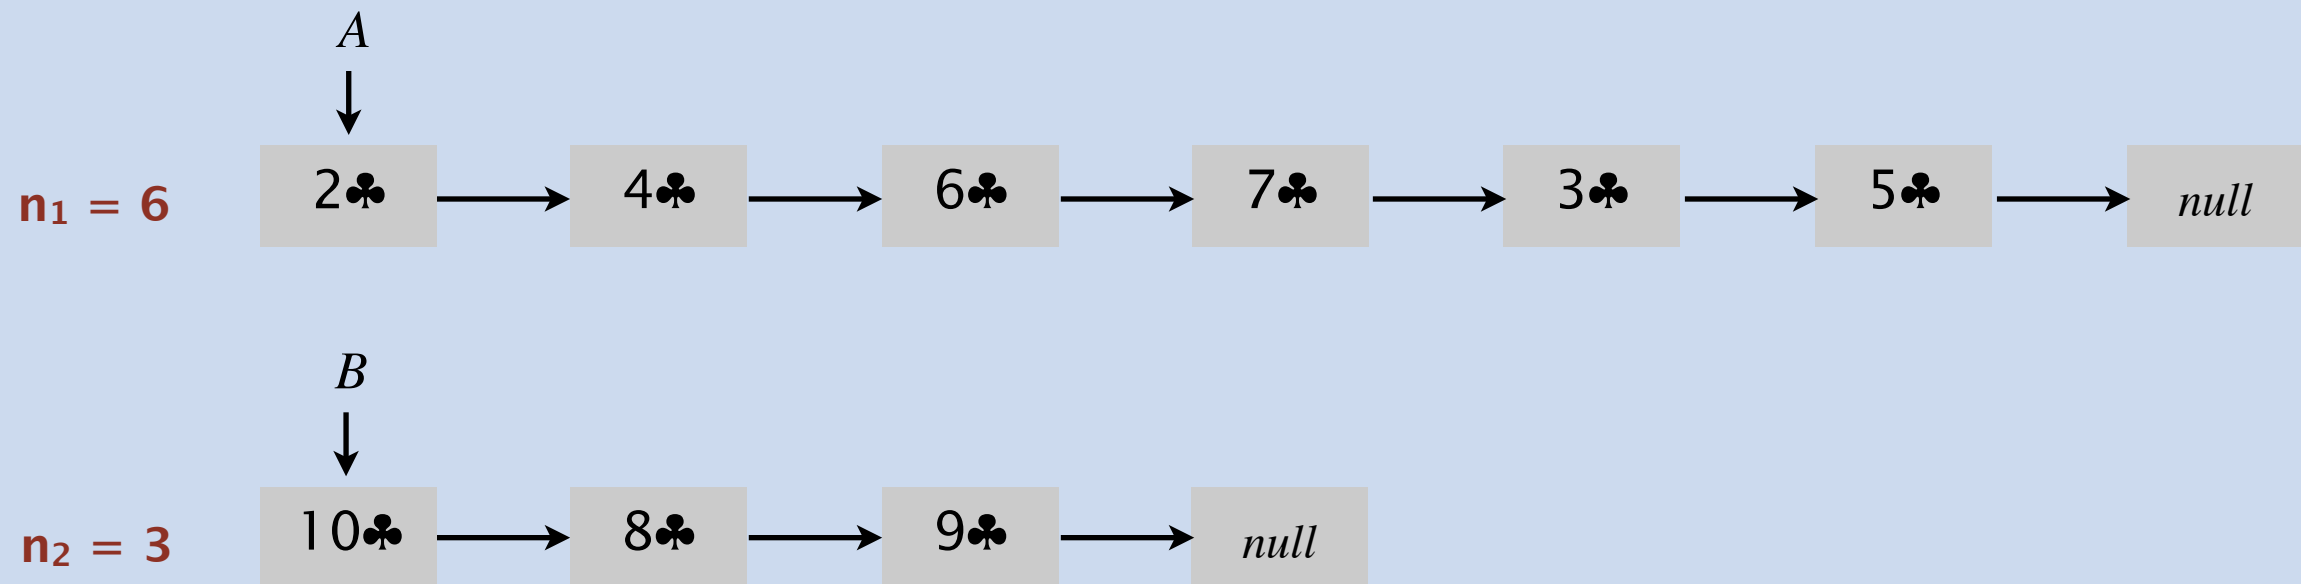 A
n₁ = 6 2♣ 4♣ 6♣ 7♣ 3♣ 5♣ null
B
n₂ = 3 10♣ 8♣ 9♣ null